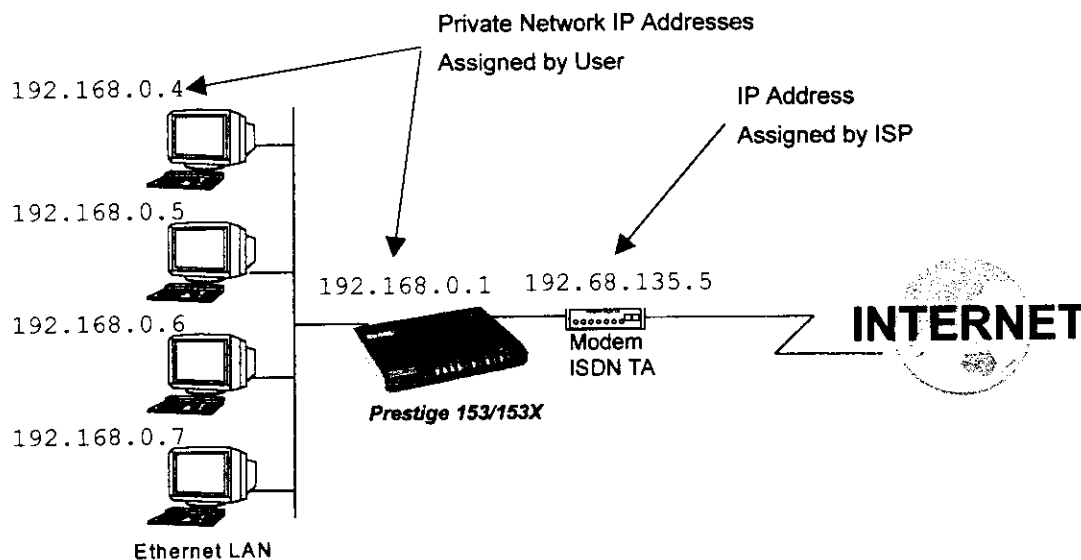 Private Network IP Addresses
Assigned by User
192.168.0.4
IP Address
Assigned by ISP
192.168.0.5
192.168.0.1
192.68.135.5
192.168.0.6
INTERNET
Modem
ISDN TA
Prestige 153/153X
192.168.0.7
Ethernet LAN